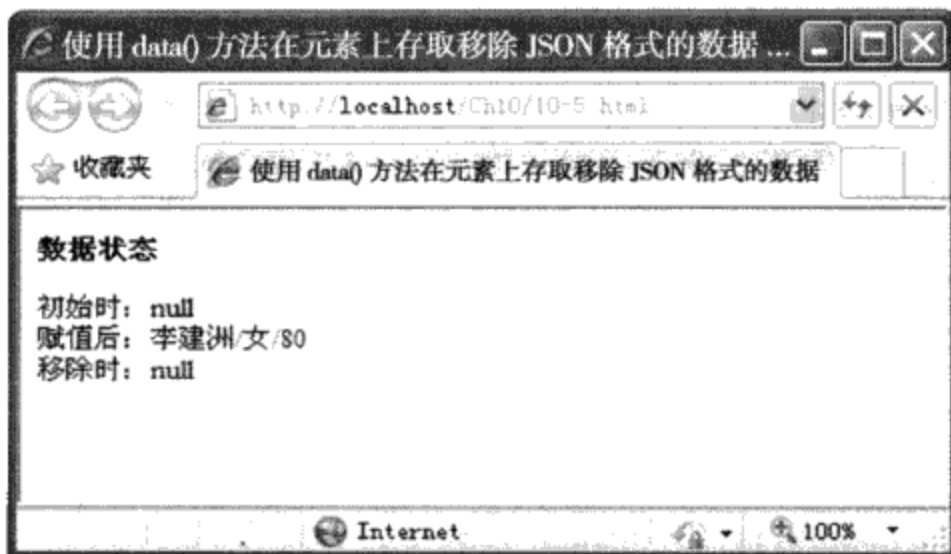 使用 data() 方法在元素上存取移除 JSON 格式的数据 ...
http://localhost/Ch10/10-5 html
收藏夹
使用 data() 方法在元素上存取移除 JSON 格式的数据
数据状态
初始时：null
赋值后：李建洲/女/80
移除时：null
Internet
100%